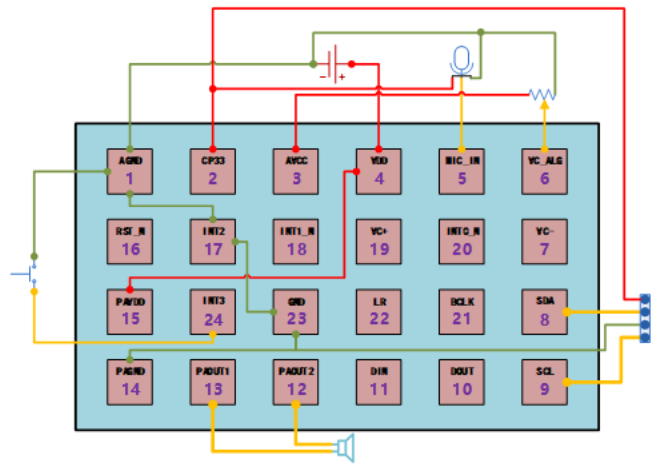 - +
AGND CP33 AVCC VDD MIC_IN VC_ALG
1 2 3 4 5 6
RST_N INT2 INT1_N VC+ INT0_N VC-
16 17 18 19 20 7
PAVDD INT3 GND LR BCLK SDA
15 24 23 22 21 8
PAGND PAOUT1 PAOUT2 DIN DOUT SCL
14 13 12 11 10 9